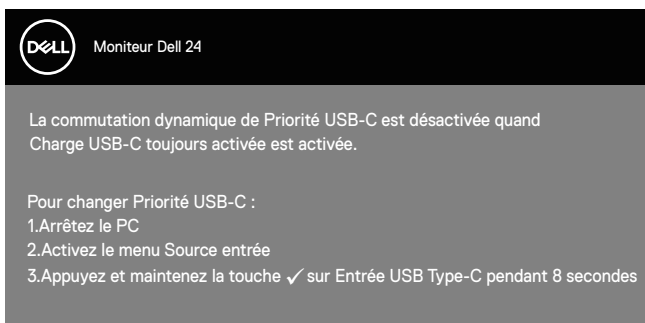 DELL
Moniteur Dell 24
La commutation dynamique de Priorité USB-C est désactivée quand
Charge USB-C toujours activée est activée.
Pour changer Priorité USB-C :
1.Arrêtez le PC
2.Activez le menu Source entrée
3.Appuyez et maintenez la touche ✓ sur Entrée USB Type-C pendant 8 secondes